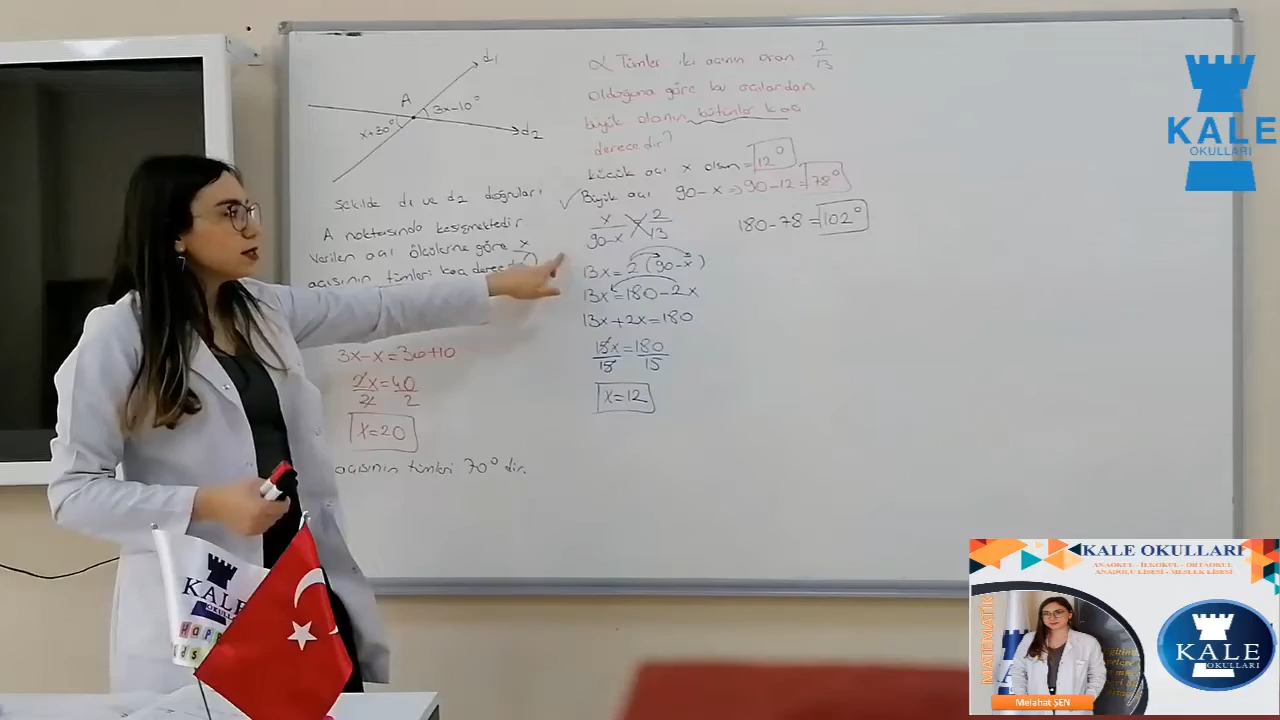 d1
A
3x-10°
x+30°
d2
Şekilde d1 ve d2 doğruları
A noktasında kesişmektedir.
Verilen açı ölçülerine göre x
açısının tümleri kaç derece
3x-x=30+10
2x/2=40/2
x=20
açısının tümleri 70° dir.
Tümler iki açının oranı 2/13
olduğuna göre bu açılardan
büyük olanın bütünler kaç
derecedir?
küçük açı x olsun = 12°
✓ Büyük açı 90-x ⇒ 90-12 = 78°
x/90-x 2/13
180-78=102°
13x=2(90-x)
13x=180-2x
13x+2x=180
15x/15=180/15
x=12
KALE
OKULLARI
KALE
OKULLARI
KALE OKULLARI
ANAOKUL - İLKOKUL - ORTAOKUL
ANADOLU LİSESİ - MESLEK LİSESİ
MATEMATİK
KALE
OKULLARI
Melahat ŞEN